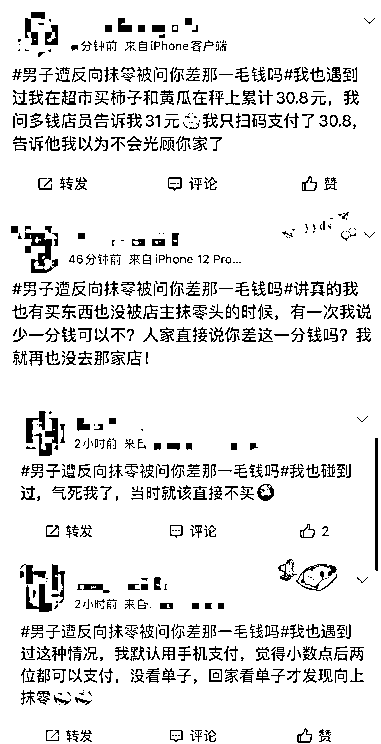 分钟前 来自iPhone客户端
#男子遭反向抹零被问你差那一毛钱吗#我也遇到
过我在超市买柿子和黄瓜在秤上累计30.8元，我
问多钱店员告诉我31元 我只扫码支付了30.8，
告诉他我以为不会光顾你家了
转发 评论 赞
46分钟前 来自iPhone 12 Pro...
#男子遭反向抹零被问你差那一毛钱吗#讲真的我
也有买东西也没被店主抹零头的时候，有一次我说
少一分钱可以不？人家直接说你差这一分钱吗？我
就再也没去那家店！
2小时前 来自
#男子遭反向抹零被问你差那一毛钱吗#我也碰到
过，气死我了，当时就该直接不买
转发 评论 2
2小时前 来自
#男子遭反向抹零被问你差那一毛钱吗#我也遇到
过这种情况，我默认用手机支付，觉得小数点后两
位都可以支付，没看单子，回家看单子才发现向上
抹零
转发 评论 赞